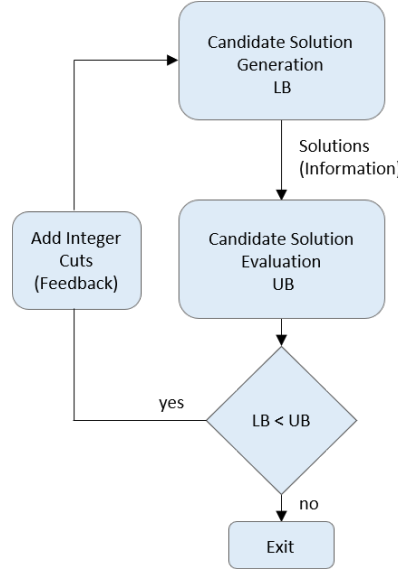 Candidate Solution
Generation
LB
Solutions
(Information)
Add Integer
Cuts
(Feedback)
Candidate Solution
Evaluation
UB
yes
LB < UB
no
Exit